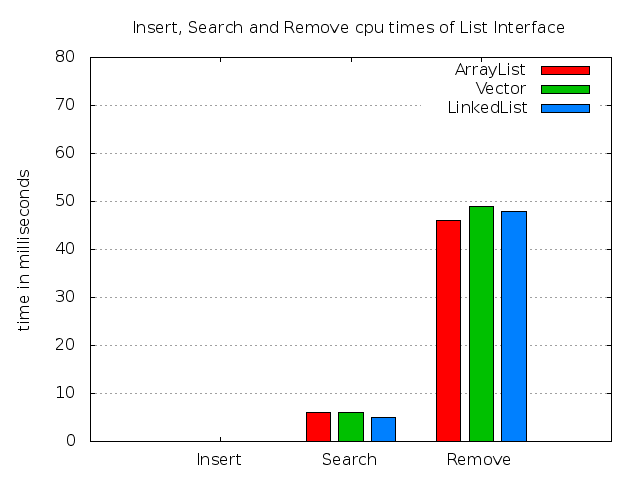 Insert, Search and Remove cpu times of List Interface
80
70
60
50
40
30
20
10
0
time in milliseconds
ArrayList
Vector
LinkedList
Insert Search Remove